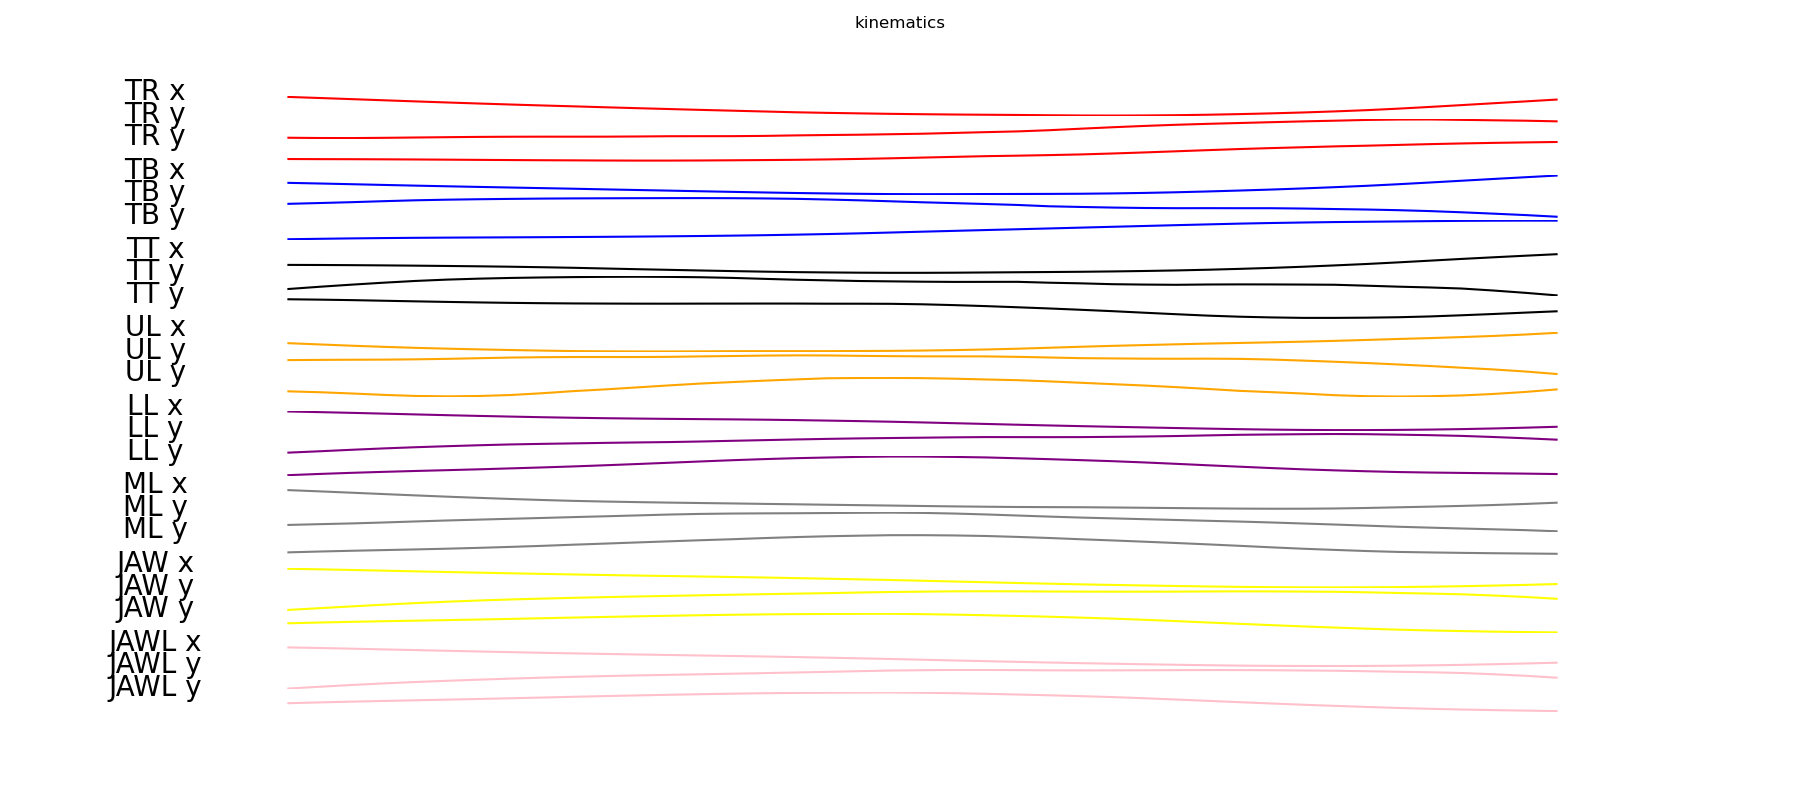 kinematics
TR x
TR y
TR y
TB x
TB y
TB y
TT x
TT y
TT y
UL x
UL y
UL y
LL x
LL y
LL y
ML x
ML y
ML y
JAW x
JAW y
JAW y
JAWL x
JAWL y
JAWL y